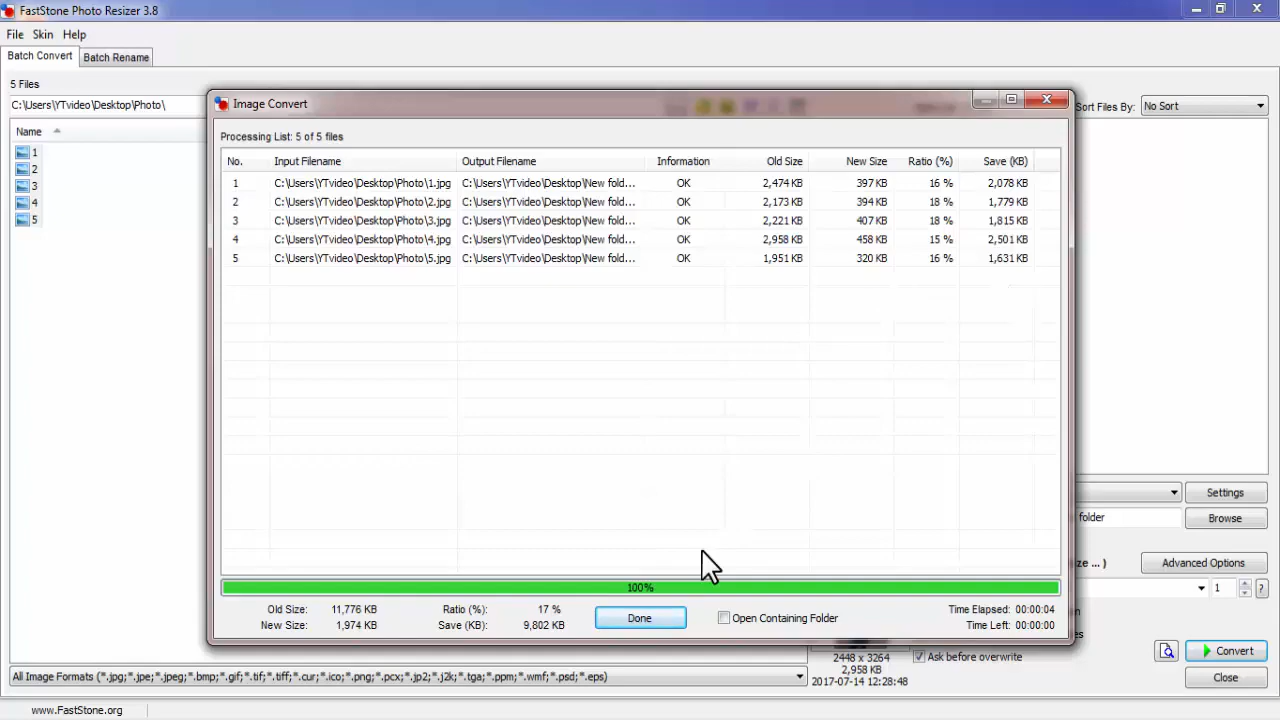 FastStone Photo Resizer 3.8
File Skin Help
Batch Convert Batch Rename
5 Files
C:\Users\YTvideo\Desktop\Photo\
Sort Files By: No Sort
Name
1
2
3
4
5
Image Convert
Processing List: 5 of 5 files
No. Input Filename Output Filename Information Old Size New Size Ratio (%) Save (KB)
1 C:\Users\YTvideo\Desktop\Photo\1.jpg C:\Users\YTvideo\Desktop\New fold... OK 2,474 KB 397 KB 16 % 2,078 KB
2 C:\Users\YTvideo\Desktop\Photo\2.jpg C:\Users\YTvideo\Desktop\New fold... OK 2,173 KB 394 KB 18 % 1,779 KB
3 C:\Users\YTvideo\Desktop\Photo\3.jpg C:\Users\YTvideo\Desktop\New fold... OK 2,221 KB 407 KB 18 % 1,815 KB
4 C:\Users\YTvideo\Desktop\Photo\4.jpg C:\Users\YTvideo\Desktop\New fold... OK 2,958 KB 458 KB 15 % 2,501 KB
5 C:\Users\YTvideo\Desktop\Photo\5.jpg C:\Users\YTvideo\Desktop\New fold... OK 1,951 KB 320 KB 16 % 1,631 KB
100%
Old Size: 11,776 KB Ratio (%): 17 % Done Open Containing Folder Time Elapsed: 00:00:04
New Size: 1,974 KB Save (KB): 9,802 KB Time Left: 00:00:00
Settings
folder Browse
ze ... ) Advanced Options
1 ?
Convert
2448 x 3264 Ask before overwrite
2,958 KB
2017-07-14 12:28:48
Close
All Image Formats (*.jpg;*.jpe;*.jpeg;*.bmp;*.gif;*.tif;*.tiff;*.cur;*.ico;*.png;*.pcx;*.jp2;*.j2k;*.tga;*.ppm;*.wmf;*.psd;*.eps)
www.FastStone.org